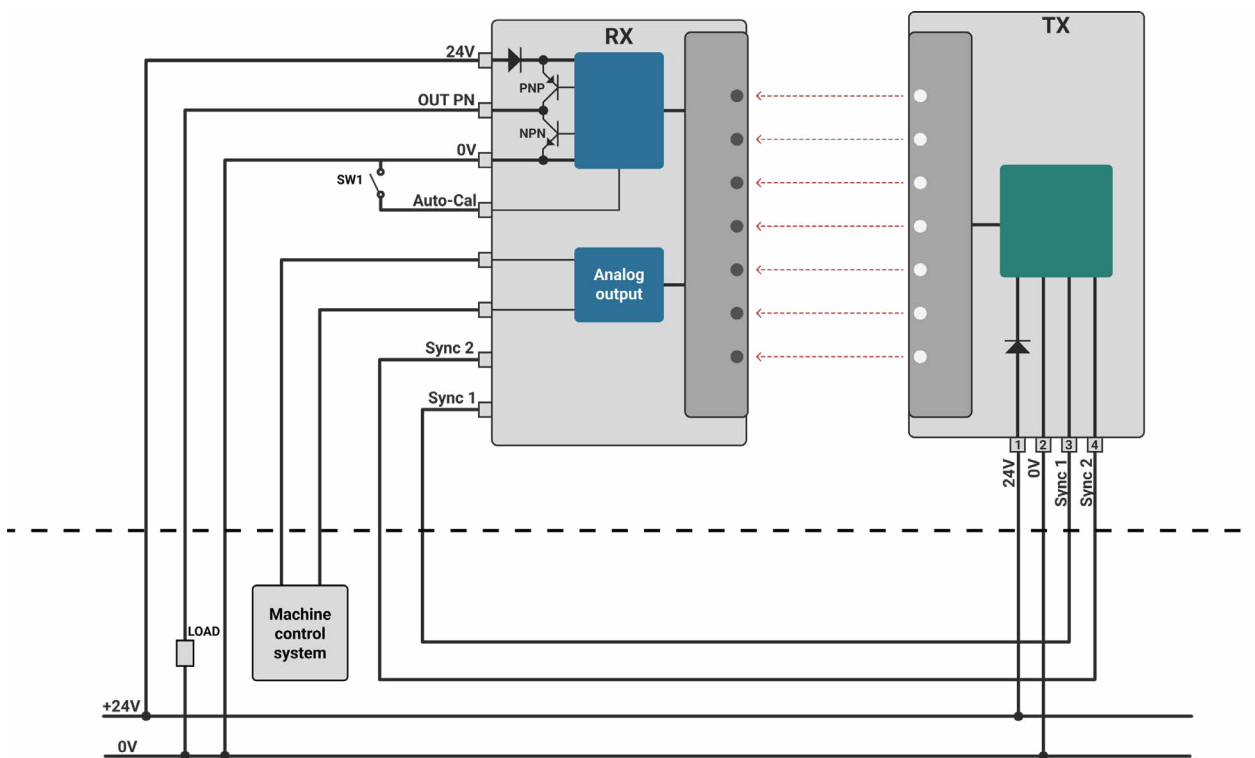 RX
TX
24V
PNP
OUT PN
NPN
0V
SW1
Auto-Cal
Analog
output
Sync 2
Sync 1
1
2
3
4
24V
0V
Sync 1
Sync 2
Machine
control
system
LOAD
+24V
0V